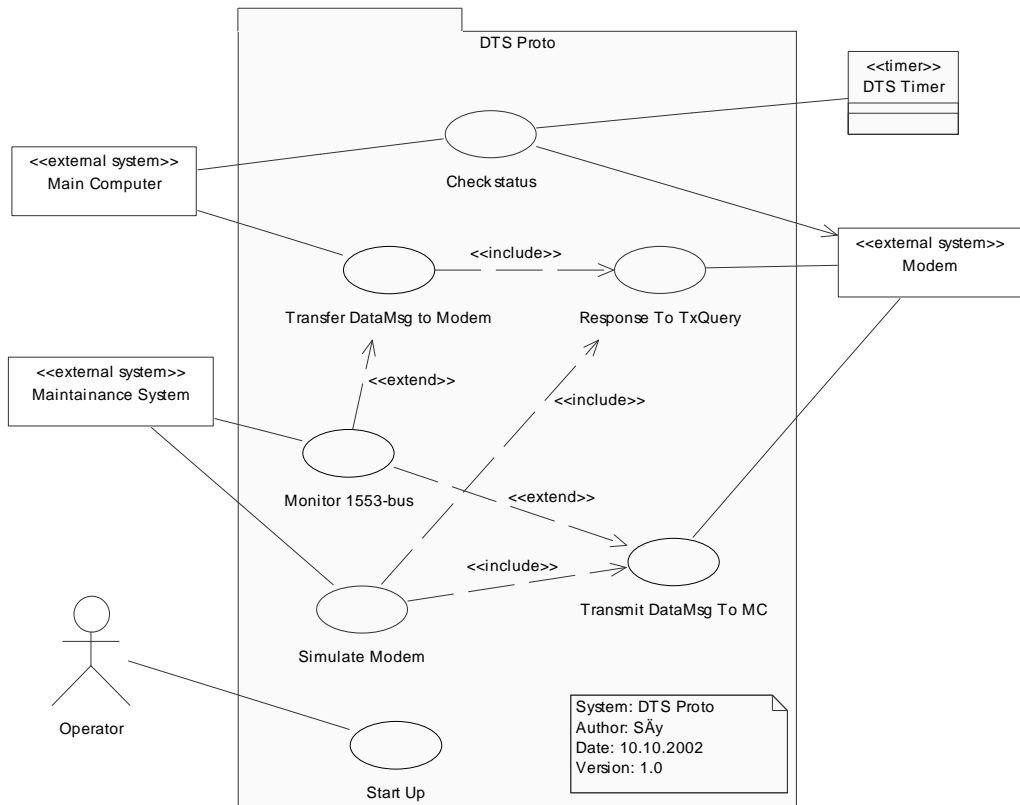 DTS Proto
<<timer>>
DTS Timer
Check status
<<external system>>
Main Computer
<<external system>>
Modem
<<include>>
Transfer DataMsg to Modem
Response To TxQuery
<<external system>>
Maintainance System
<<extend>>
<<include>>
Monitor 1553-bus
<<extend>>
<<include>>
Transmit DataMsg To MC
Simulate Modem
Operator
Start Up
System: DTS Proto
Author: SÄy
Date: 10.10.2002
Version: 1.0